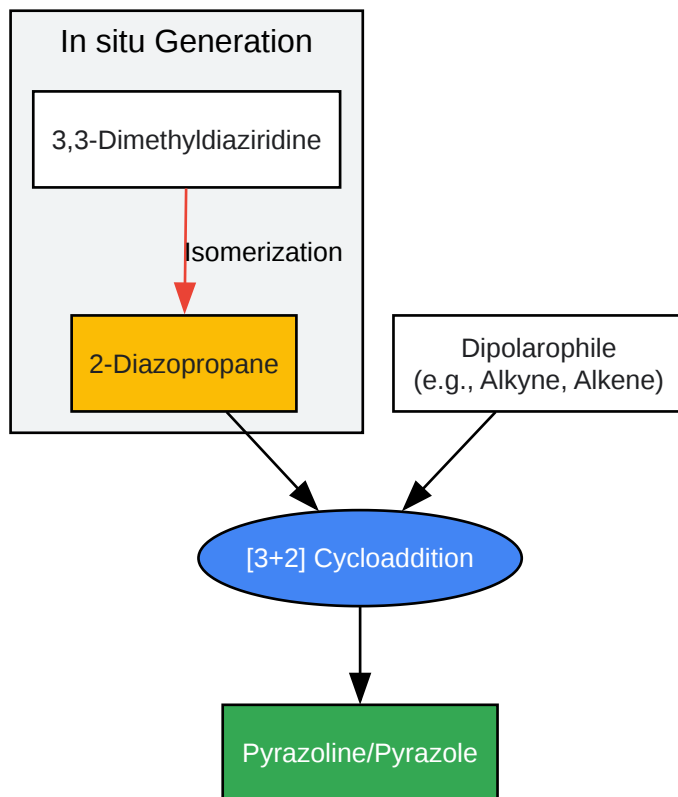 In situ Generation
3,3-Dimethyldiaziridine
Isomerization
2-Diazopropane
Dipolarophile
(e.g., Alkyne, Alkene)
[3+2] Cycloaddition
Pyrazoline/Pyrazole